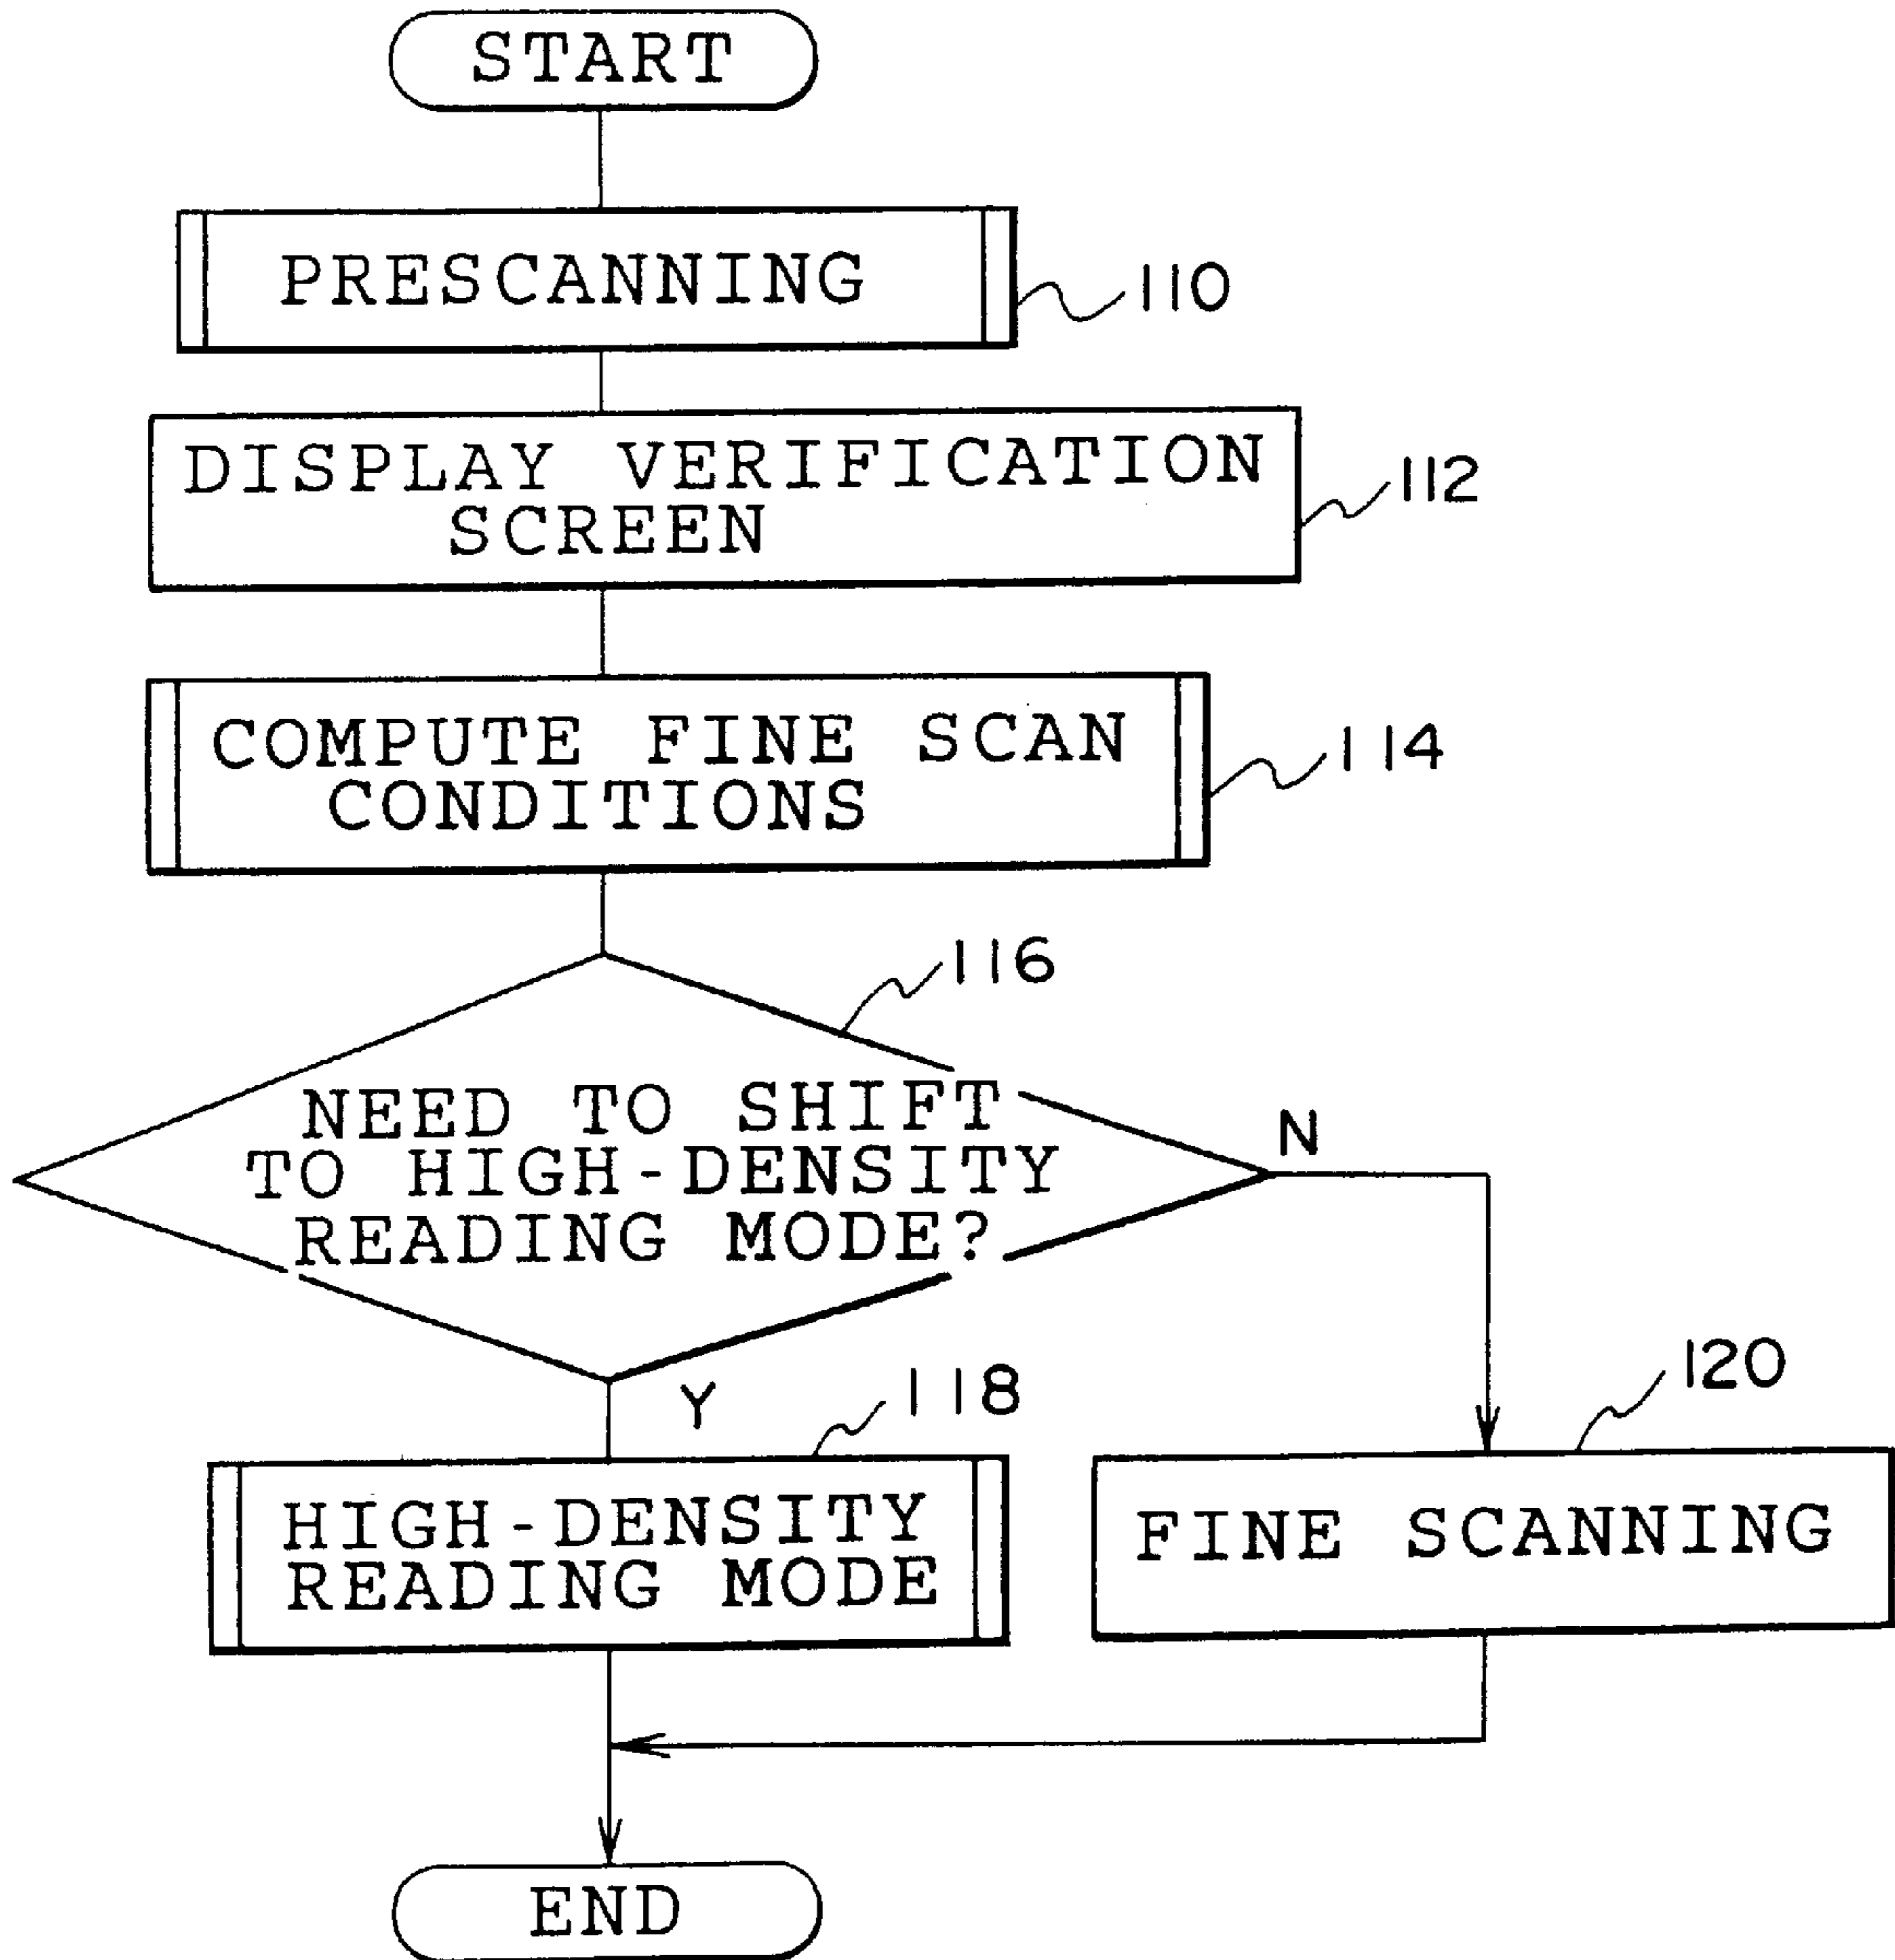 START
PRESCANNING
110
DISPLAY VERIFICATION
SCREEN
112
COMPUTE FINE SCAN
CONDITIONS
114
116
NEED TO SHIFT
TO HIGH-DENSITY
READING MODE?
N
Y
118
120
HIGH-DENSITY
READING MODE
FINE SCANNING
END